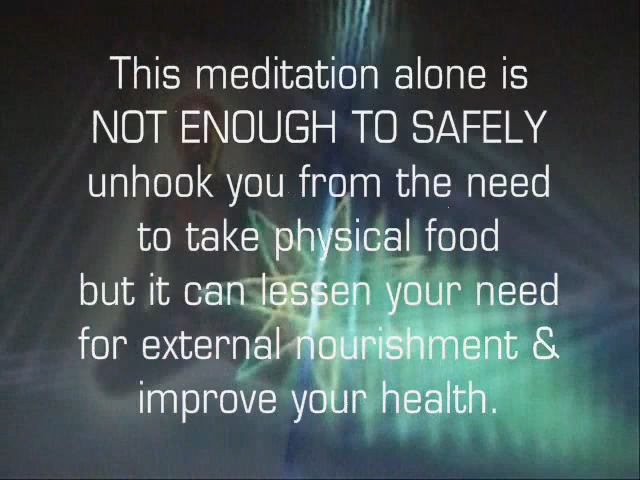 This meditation alone is
NOT ENOUGH TO SAFELY
unhook you from the need
to take physical food
but it can lessen your need
for external nourishment &
improve your health.